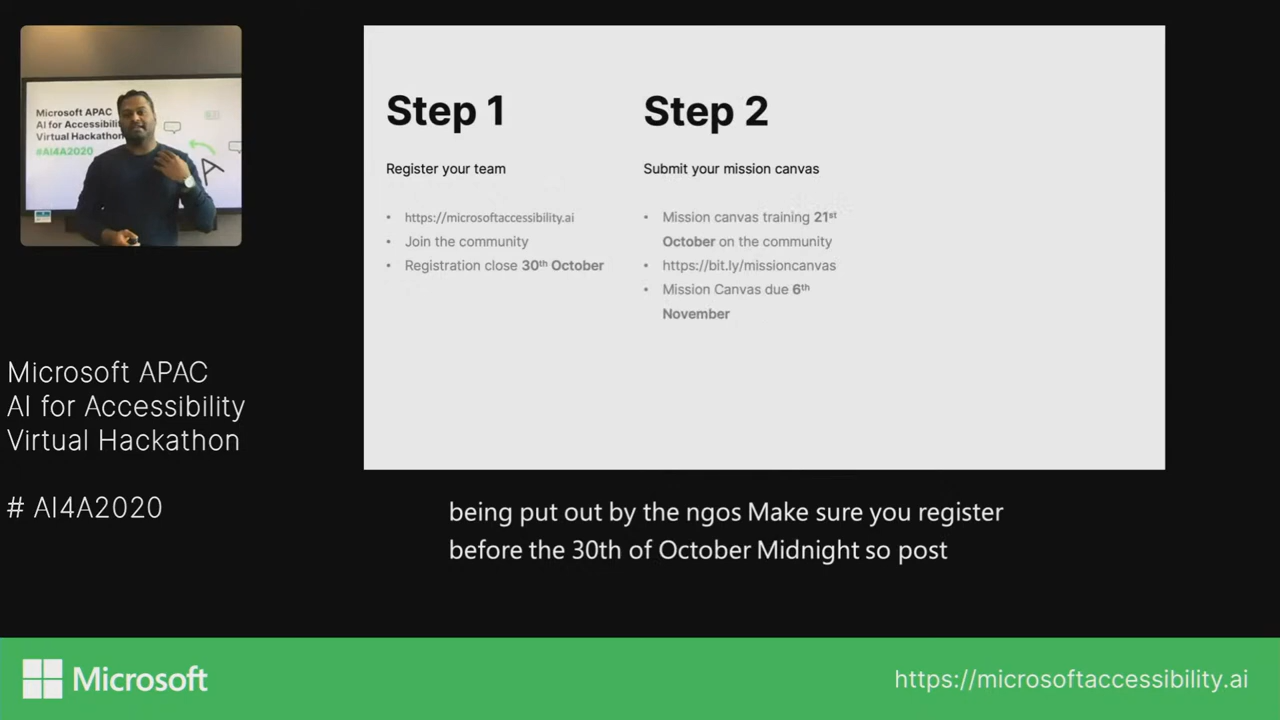 Microsoft APAC
AI for Accessibility
Virtual Hackathon
#AI4A2020
A
Step 1
Register your team
• https://microsoftaccessibility.ai
• Join the community
• Registration close 30th October
Step 2
Submit your mission canvas
• Mission canvas training 21st
October on the community
• https://bit.ly/missioncanvas
• Mission Canvas due 6th
November
Microsoft APAC
AI for Accessibility
Virtual Hackathon
# AI4A2020
being put out by the ngos Make sure you register
before the 30th of October Midnight so post
Microsoft
https://microsoftaccessibility.ai